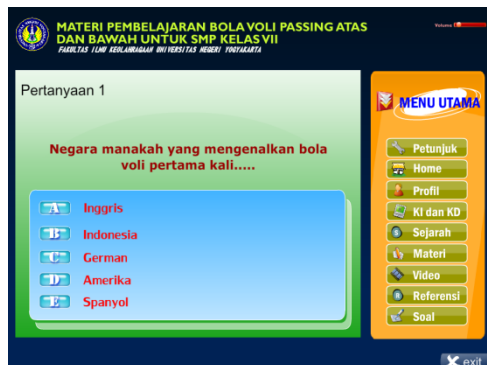 MATERI PEMBELAJARAN BOLA VOLI PASSING ATAS
DAN BAWAH UNTUK SMP KELAS VII
FAKULTAS ILMU KEOLAHRAGAAN UNIVERSITAS NEGERI YOGYAKARTA
Volume
Pertanyaan 1
Negara manakah yang mengenalkan bola
voli pertama kali.....
A Inggris
B Indonesia
C German
D Amerika
E Spanyol
MENU UTAMA
Petunjuk
Home
Profil
KI dan KD
Sejarah
Materi
Video
Referensi
Soal
X exit